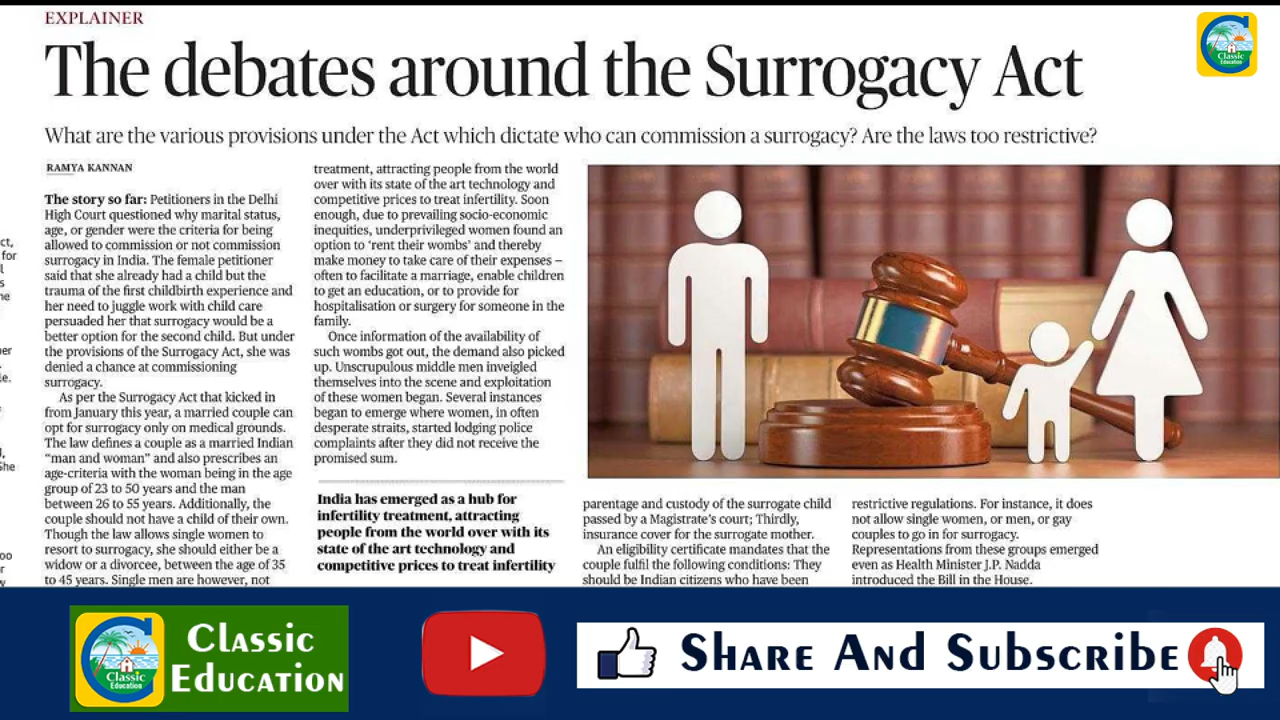 EXPLAINER
The debates around the Surrogacy Act
What are the various provisions under the Act which dictate who can commission a surrogacy? Are the laws too restrictive?
RAMYA KANNAN
The story so far: Petitioners in the Delhi
High Court questioned why marital status,
age, or gender were the criteria for being
allowed to commission or not commission
surrogacy in India. The female petitioner
said that she already had a child but the
trauma of the first childbirth experience and
her need to juggle work with child care
persuaded her that surrogacy would be a
better option for the second child. But under
the provisions of the Surrogacy Act, she was
denied a chance at commissioning
surrogacy.
As per the Surrogacy Act that kicked in
from January this year, a married couple can
opt for surrogacy only on medical grounds.
The law defines a couple as a married Indian
“man and woman” and also prescribes an
age-criteria with the woman being in the age
group of 23 to 50 years and the man
between 26 to 55 years. Additionally, the
couple should not have a child of their own.
Though the law allows single women to
resort to surrogacy, she should either be a
widow or a divorcee, between the age of 35
to 45 years. Single men are however, not
treatment, attracting people from the world
over with its state of the art technology and
competitive prices to treat infertility. Soon
enough, due to prevailing socio-economic
inequities, underprivileged women found an
option to ‘rent their wombs’ and thereby
make money to take care of their expenses –
often to facilitate a marriage, enable children
to get an education, or to provide for
hospitalisation or surgery for someone in the
family.
Once information of the availability of
such wombs got out, the demand also picked
up. Unscrupulous middle men inveigled
themselves into the scene and exploitation
of these women began. Several instances
began to emerge where women, in often
desperate straits, started lodging police
complaints after they did not receive the
promised sum.
India has emerged as a hub for
infertility treatment, attracting
people from the world over with its
state of the art technology and
competitive prices to treat infertility
parentage and custody of the surrogate child
passed by a Magistrate’s court; Thirdly,
insurance cover for the surrogate mother.
An eligibility certificate mandates that the
couple fulfil the following conditions: They
should be Indian citizens who have been
restrictive regulations. For instance, it does
not allow single women, or men, or gay
couples to go in for surrogacy.
Representations from these groups emerged
even as Health Minister J.P. Nadda
introduced the Bill in the House.
Classic
Education
Classic
Education
Classic
Education
Share And Subscribe